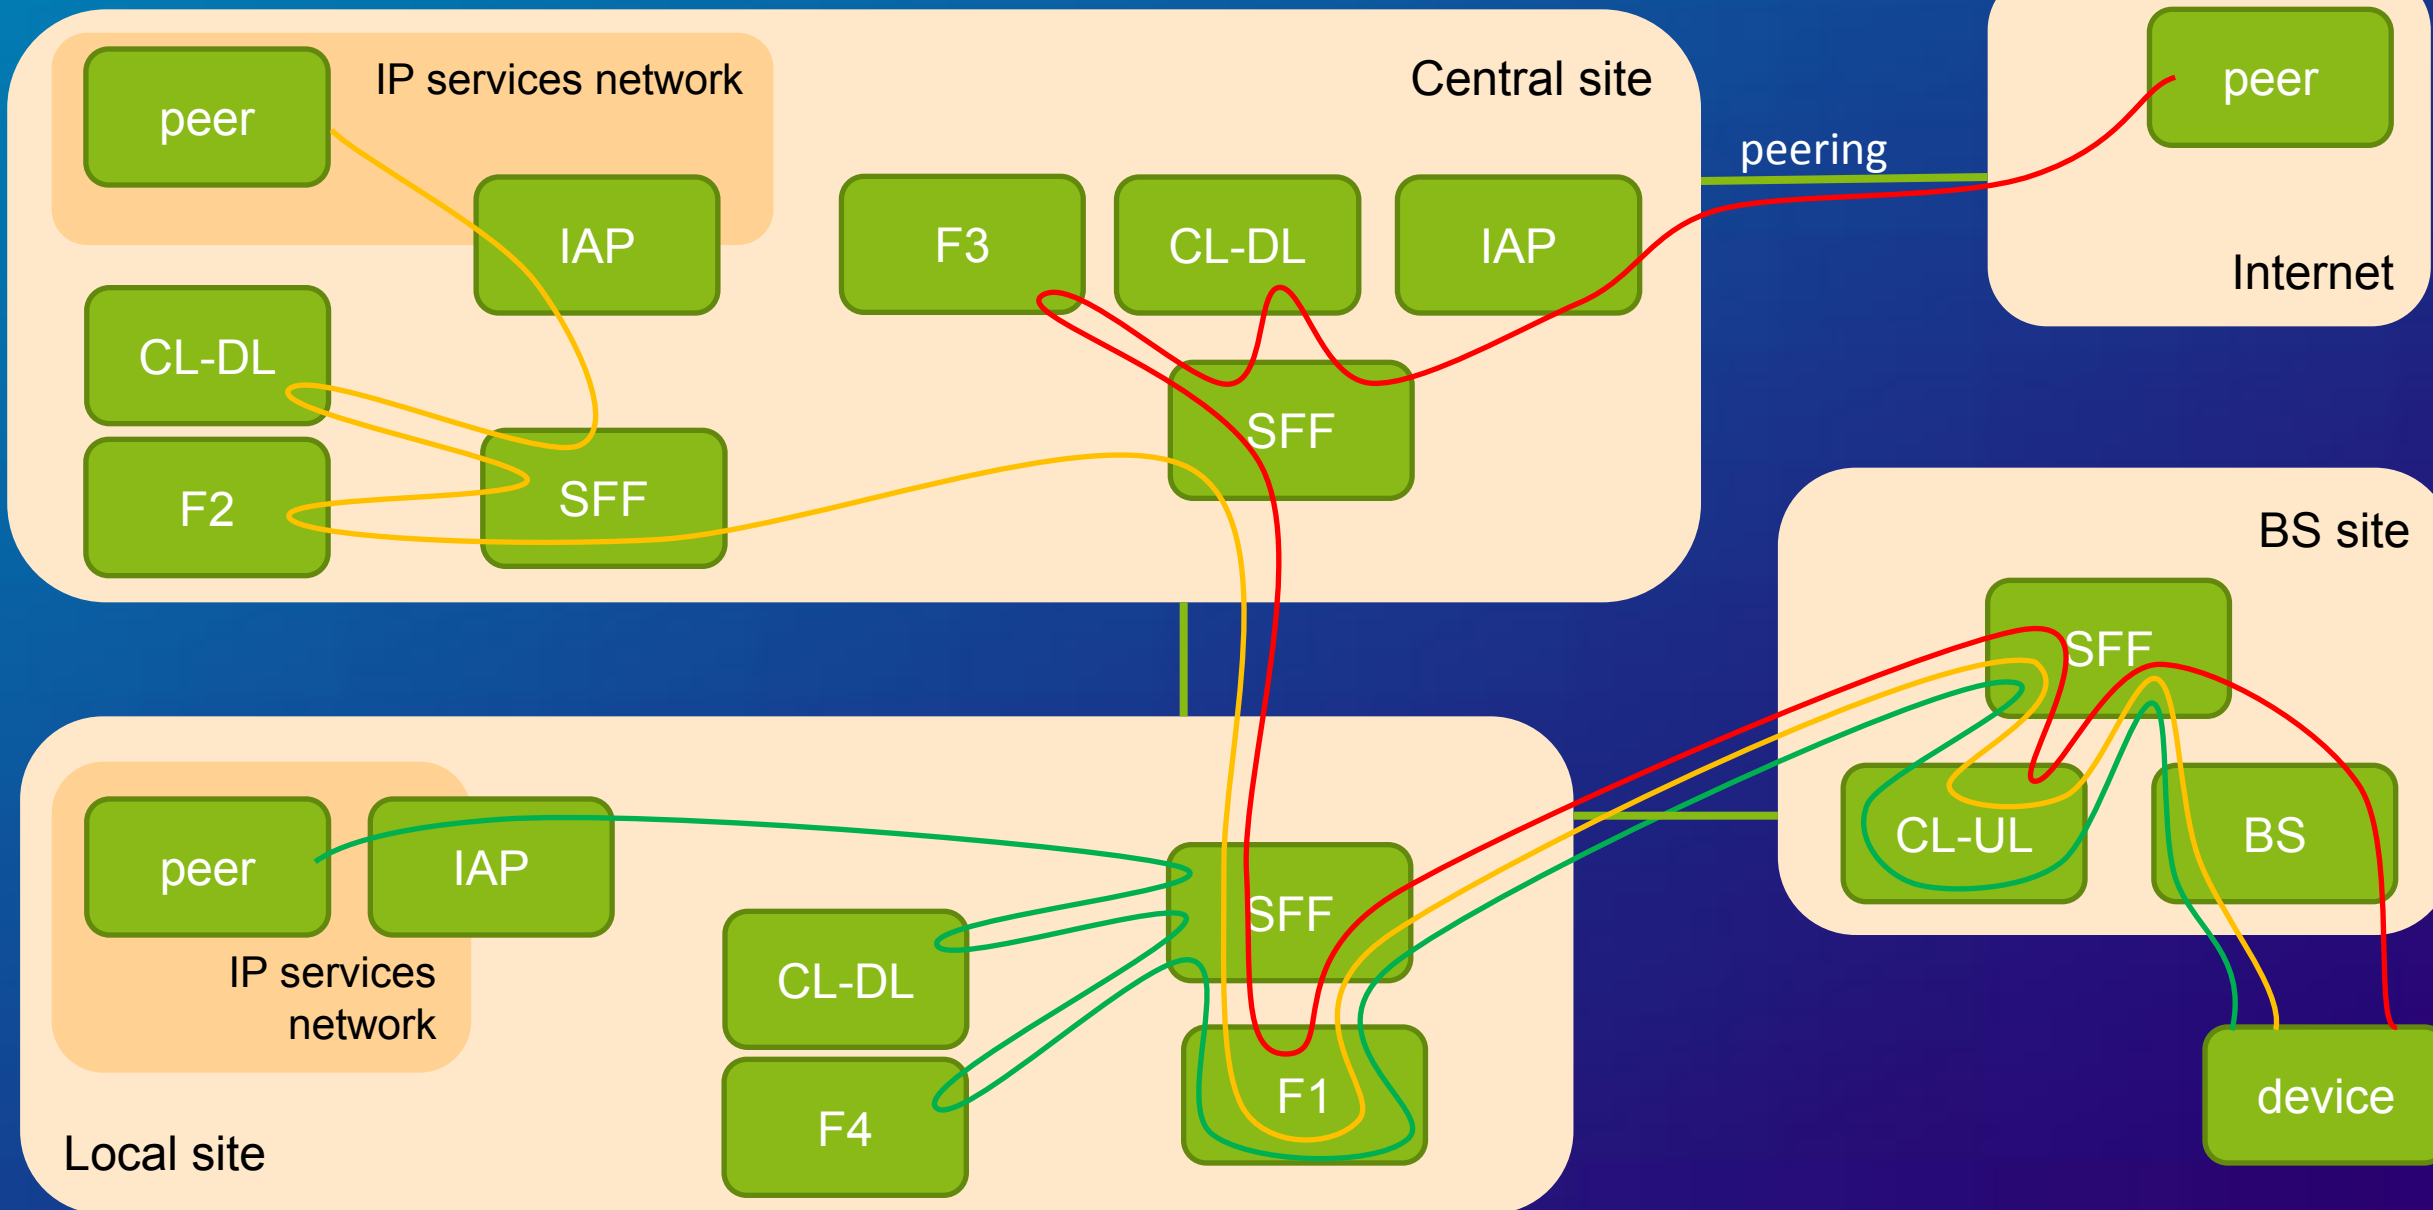 IP services network
peer
IAP
CL-DL
F2
SFF
Central site
F3
CL-DL
IAP
SFF
peering
peer
Internet
BS site
SFF
CL-UL
BS
device
peer
IAP
IP services
network
CL-DL
F4
SFF
F1
Local site